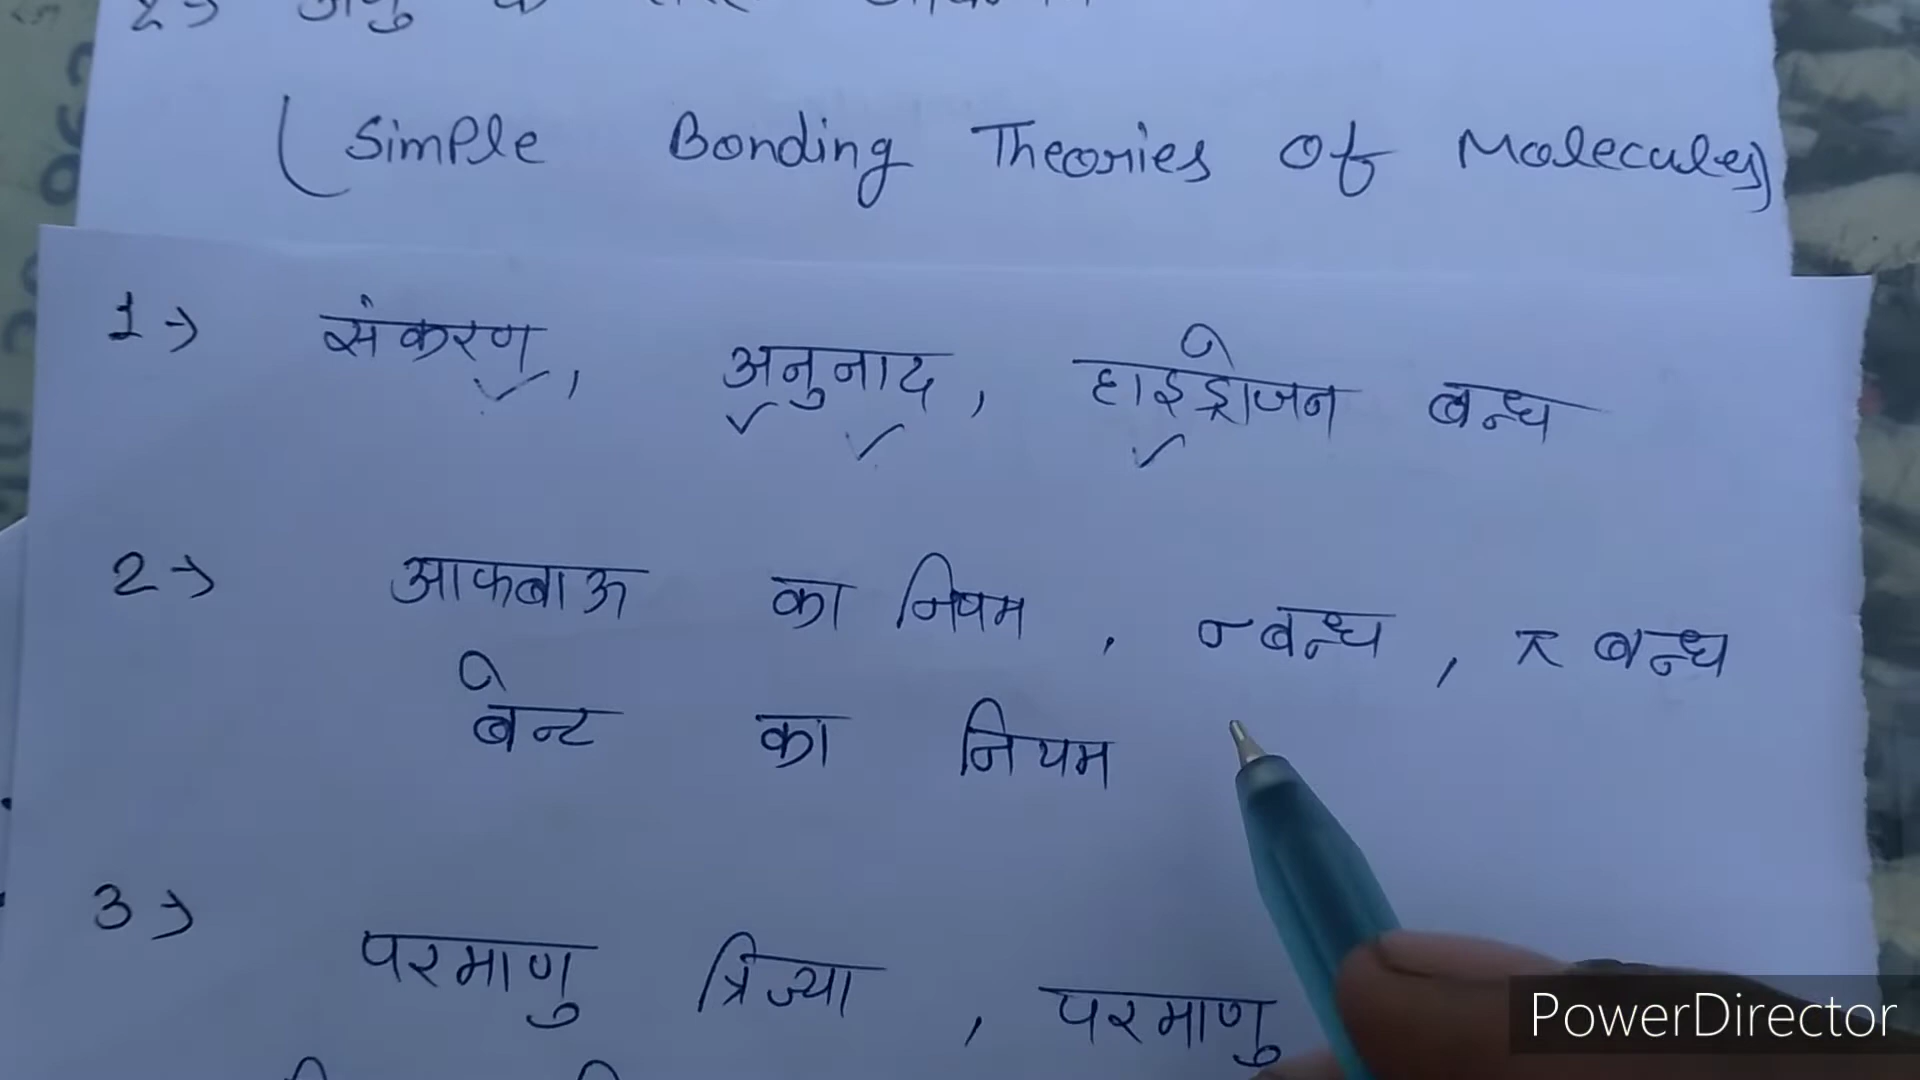 (Simple Bonding Theories of Molecules)
1→ संकरण, अनुनाद, हाइड्रोजन बन्ध
2→ आफबाऊ का नियम, σ बन्ध, π बन्ध
बेन्ट का नियम
3→ परमाणु त्रिज्या, परमाणु
PowerDirector